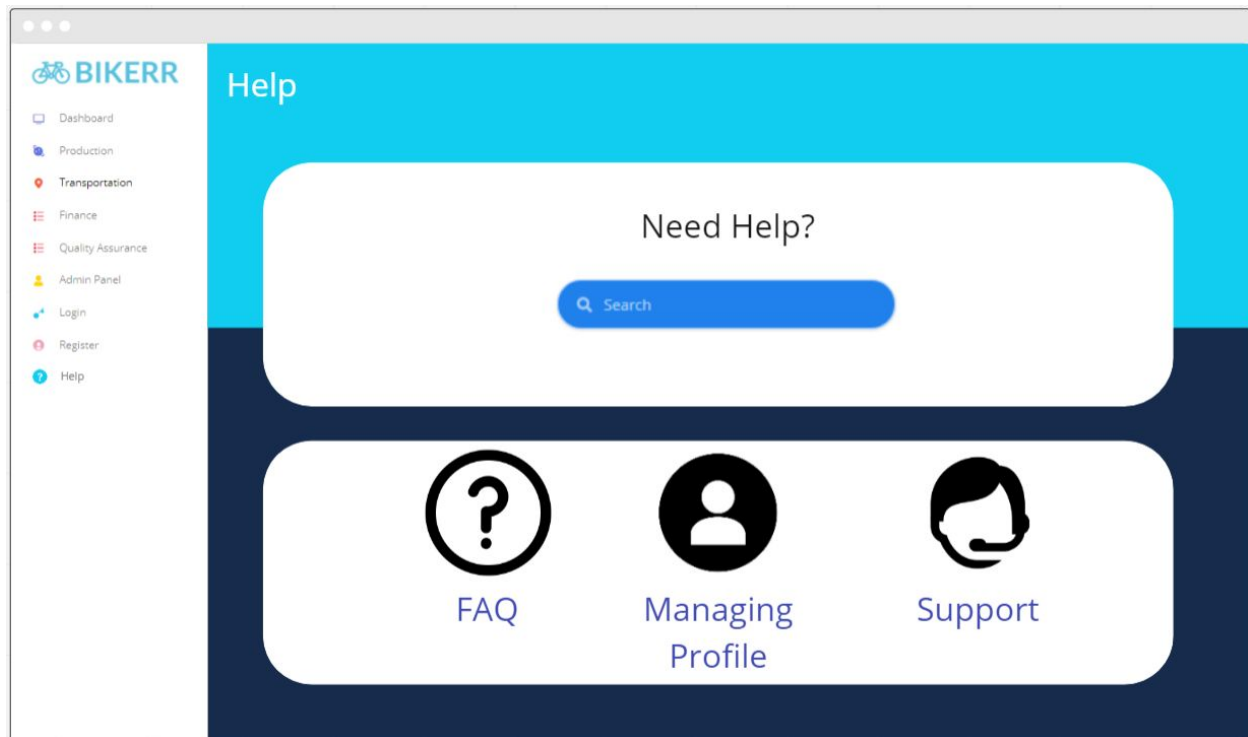 BIKERR
Dashboard
Production
Transportation
Finance
Quality Assurance
Admin Panel
Login
Register
Help
Help
Need Help?
Search
FAQ
Managing
Profile
Support